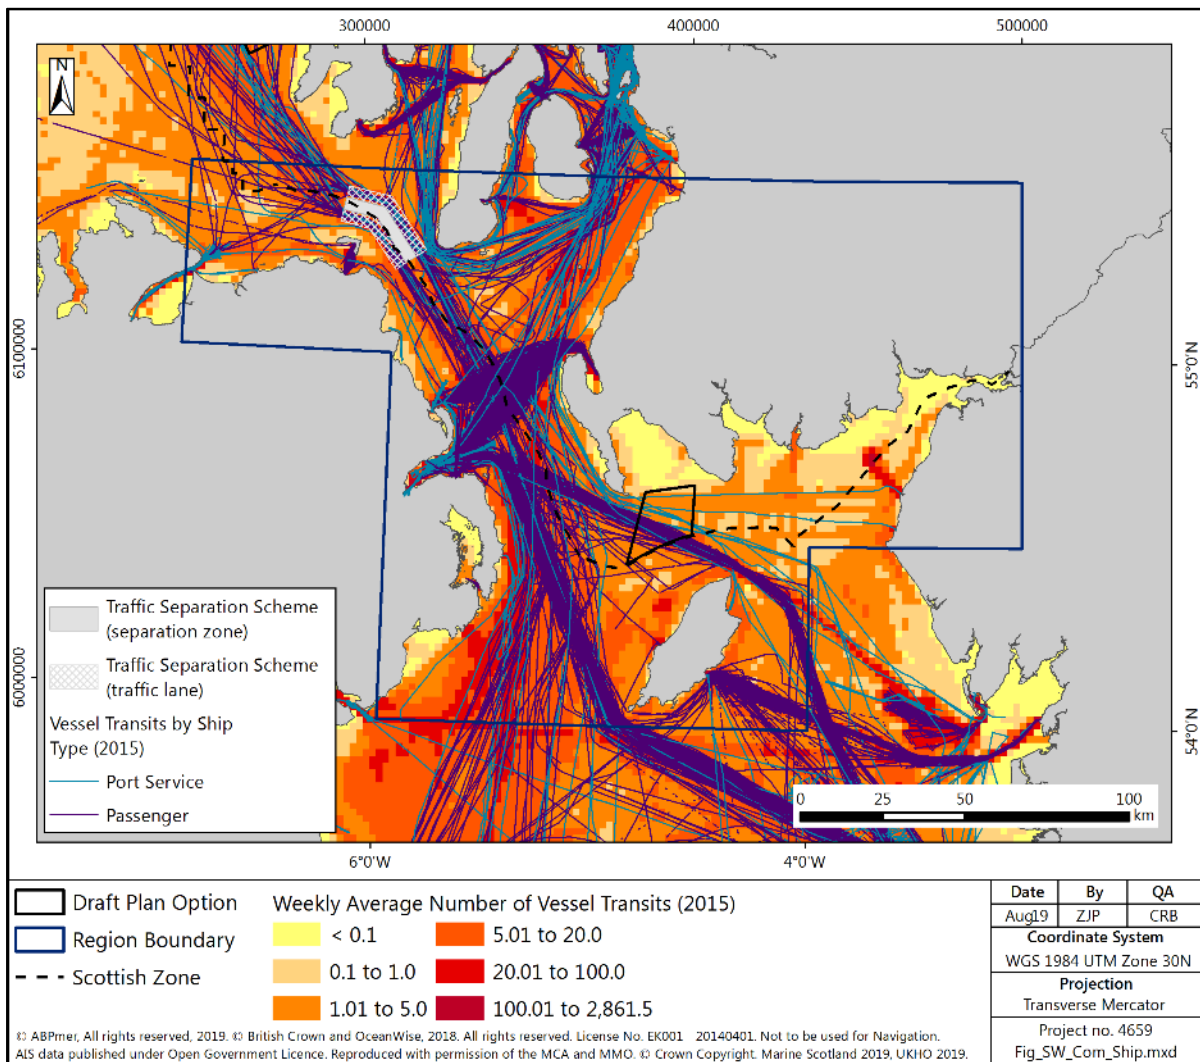 300000
400000
500000
N
6100000
55°0'N
6000000
54°0'N
Traffic Separation Scheme
(separation zone)
Traffic Separation Scheme
(traffic lane)
Vessel Transits by Ship
Type (2015)
Port Service
Passenger
0 25 50 100
km
6°0'W
4°0'W
Draft Plan Option
Region Boundary
Scottish Zone
Weekly Average Number of Vessel Transits (2015)
< 0.1
0.1 to 1.0
1.01 to 5.0
5.01 to 20.0
20.01 to 100.0
100.01 to 2,861.5
Date By QA
Aug19 ZJP CRB
Coordinate System
WGS 1984 UTM Zone 30N
Projection
Transverse Mercator
Project no. 4659
Fig_SW_Com_Ship.mxd
© ABPmer, All rights reserved, 2019. © British Crown and OceanWise, 2018. All rights reserved. License No. EK001 20140401. Not to be used for Navigation.
AIS data published under Open Government Licence. Reproduced with permission of the MCA and MMO. © Crown Copyright. Marine Scotland 2019, UKHO 2019.